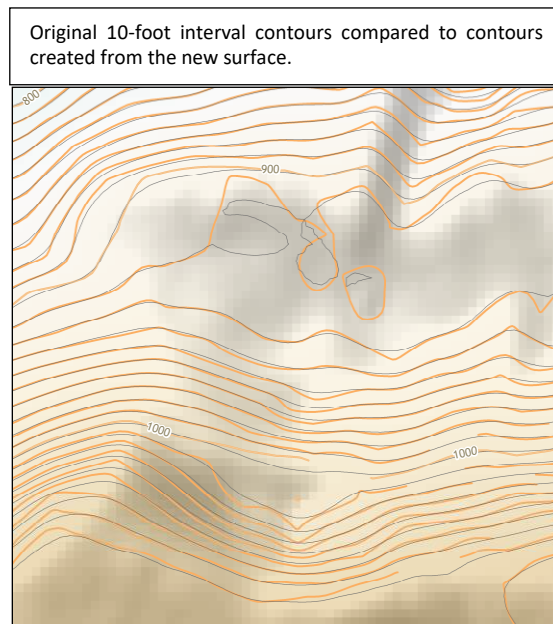 Original 10-foot interval contours compared to contours
created from the new surface.
800
900
1000
1000